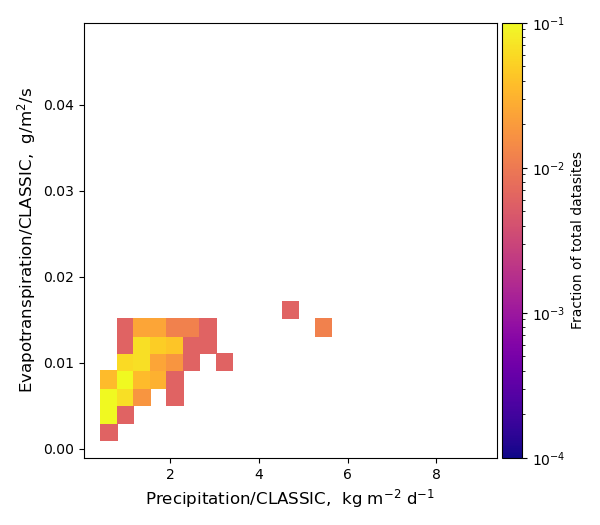 0.04
0.03
0.02
0.01
0.00
Evapotranspiration/CLASSIC, g/m²/s
2 4 6 8
Precipitation/CLASSIC, kg m⁻² d⁻¹
10⁻¹
10⁻²
10⁻³
10⁻⁴
Fraction of total datasites